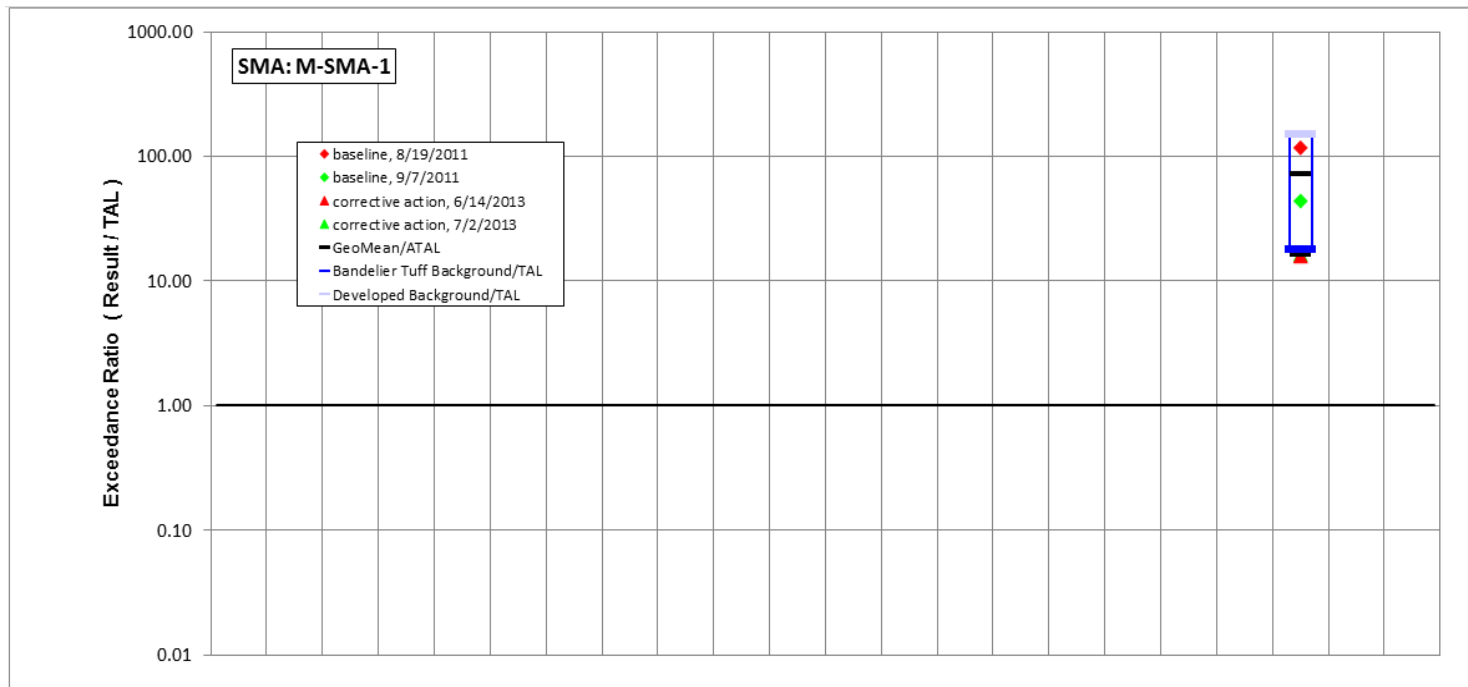 1000.00
SMA: M-SMA-1
100.00
10.00
1.00
0.10
0.01
Exceedance Ratio ( Result / TAL )
baseline, 8/19/2011
baseline, 9/7/2011
corrective action, 6/14/2013
corrective action, 7/2/2013
GeoMean/ATAL
Bandelier Tuff Background/TAL
Developed Background/TAL